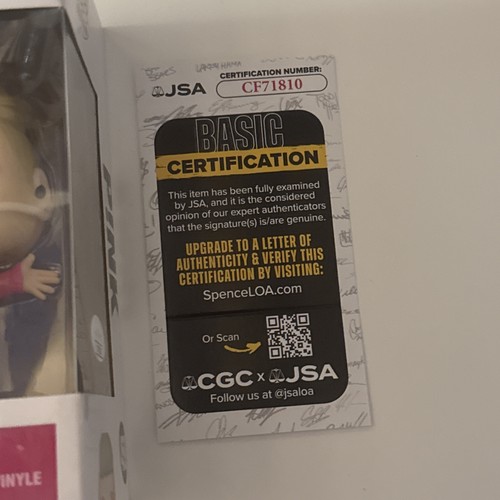 JSA
CERTIFICATION NUMBER:
CF71810
BASIC
CERTIFICATION
This item has been fully examined
by JSA, and it is the considered
opinion of our expert authenticators
that the signature(s) is/are genuine.
UPGRADE TO A LETTER OF
AUTHENTICITY & VERIFY THIS
CERTIFICATION BY VISITING:
SpenceLOA.com
Or Scan
CGC x JSA
Follow us at @jsaloa
INYLE